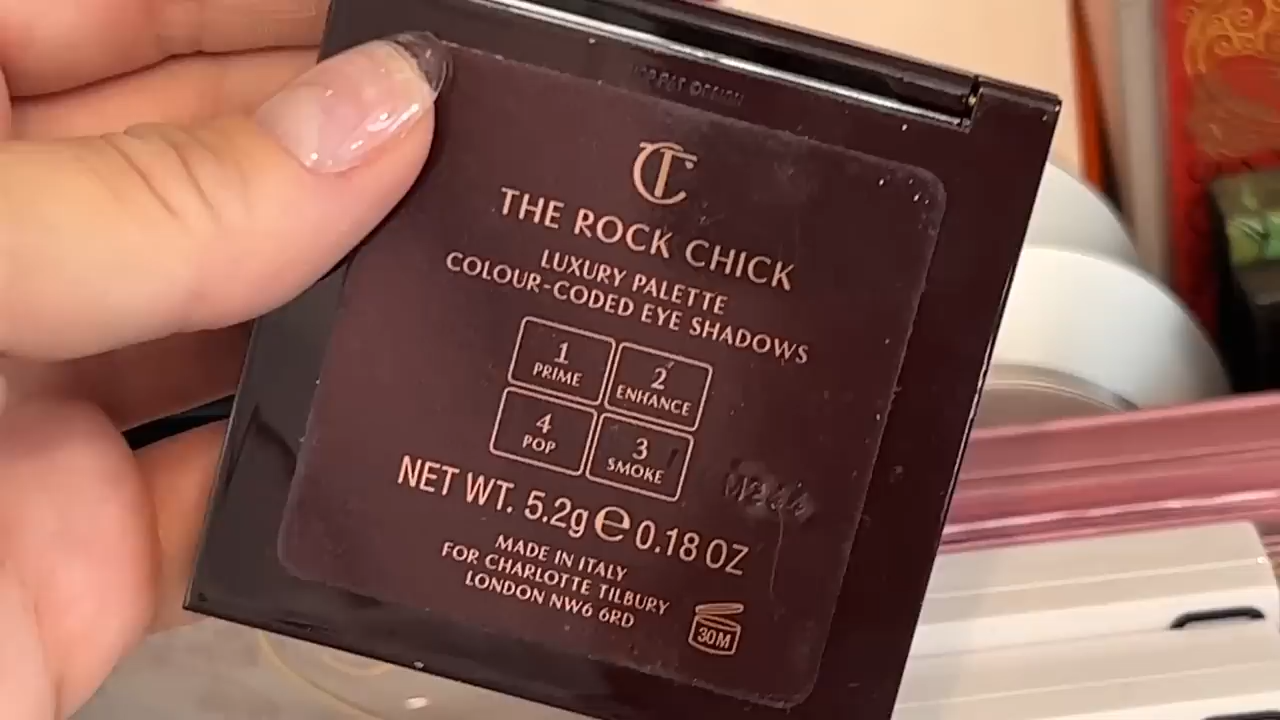 CT
THE ROCK CHICK
LUXURY PALETTE
COLOUR-CODED EYE SHADOWS
1
PRIME
2
ENHANCE
4
POP
3
SMOKE
NET WT. 5.2g ℮ 0.18 OZ
MADE IN ITALY
FOR CHARLOTTE TILBURY
LONDON NW6 6RD
30M